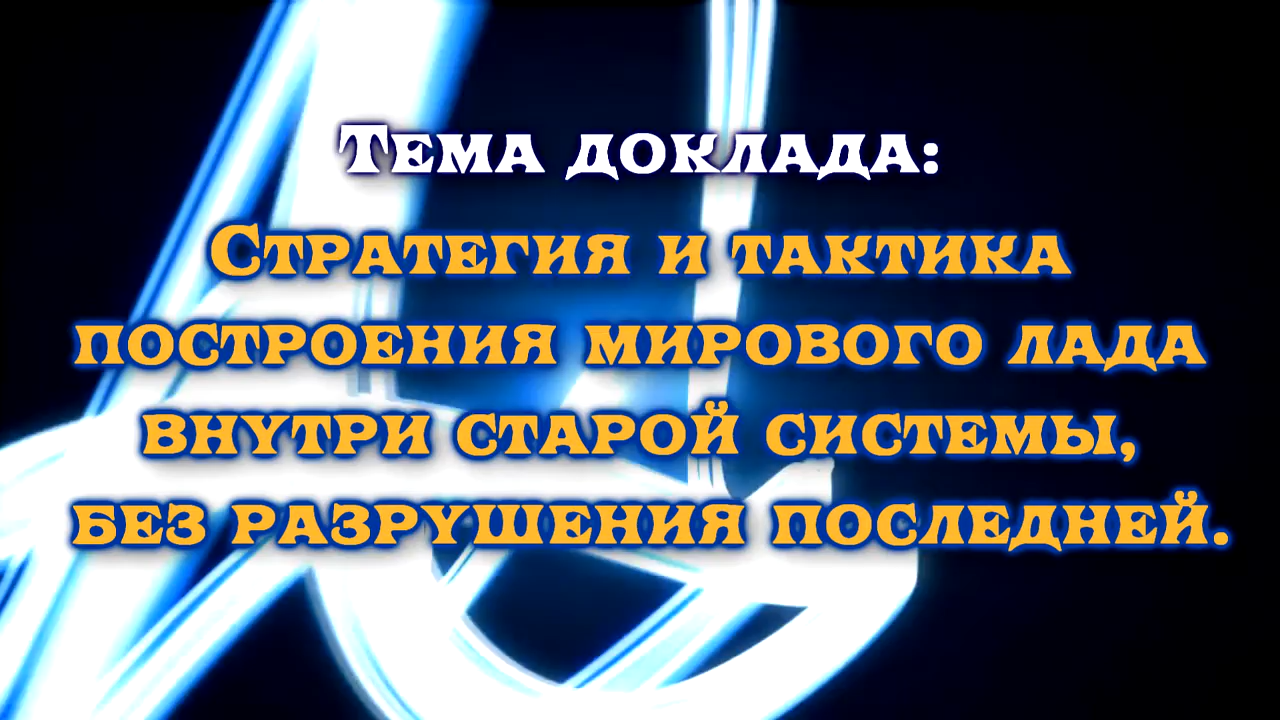 Тема доклада:
Стратегия и тактика
построения мирового лада
внутри старой системы,
без разрушения последней.